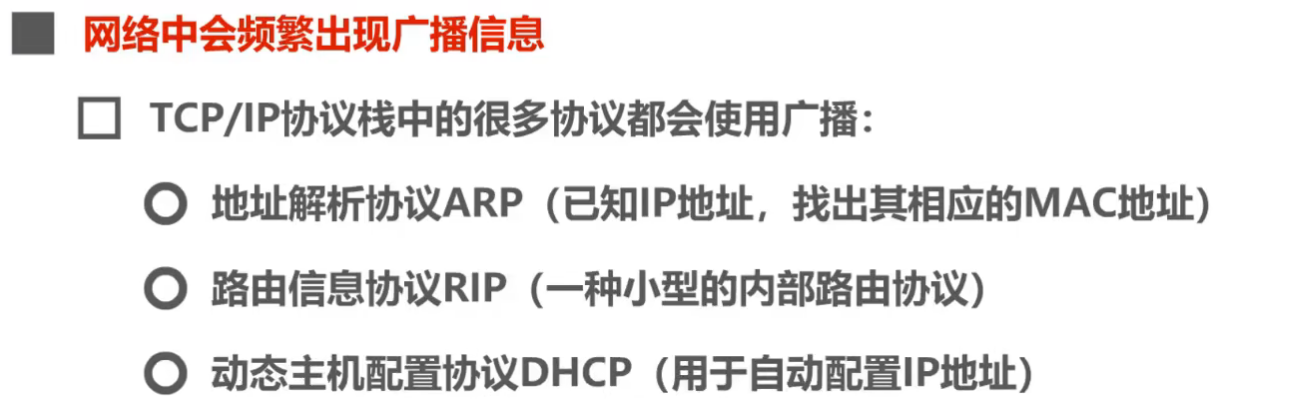 网络中会频繁出现广播信息
TCP/IP协议栈中的很多协议都会使用广播：
地址解析协议ARP（已知IP地址，找出其相应的MAC地址）
路由信息协议RIP（一种小型的内部路由协议）
动态主机配置协议DHCP（用于自动配置IP地址）